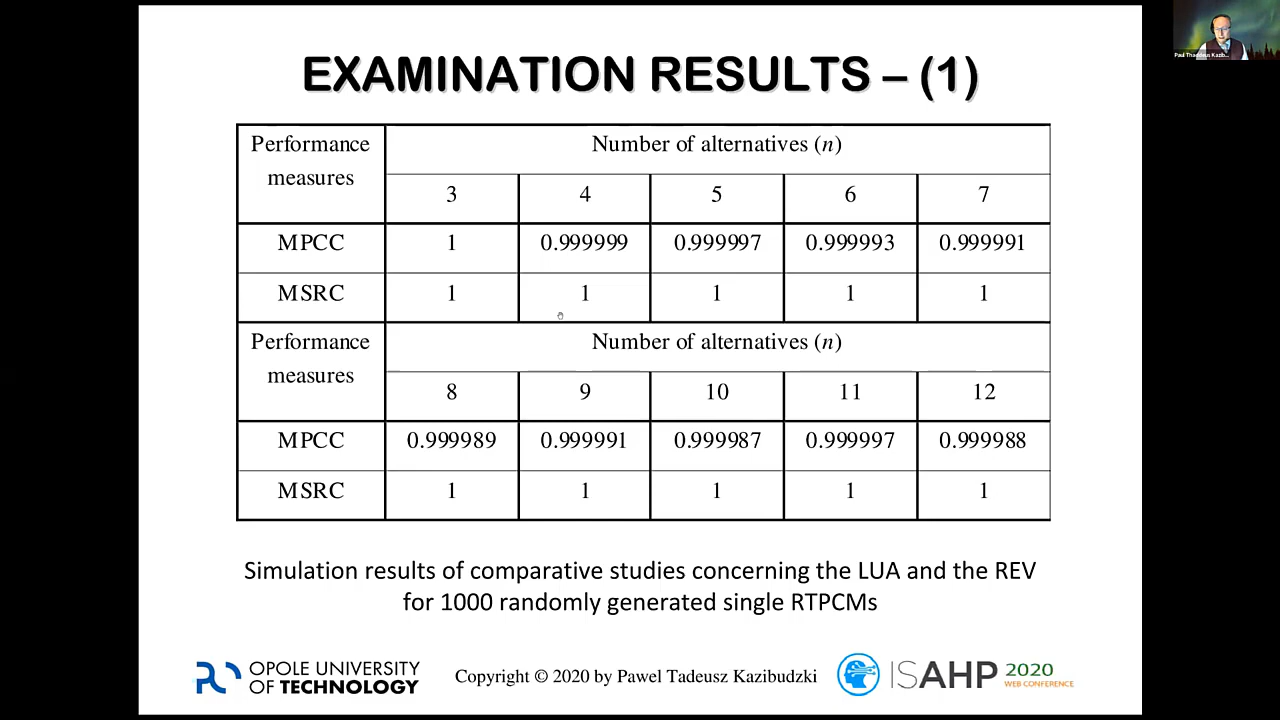 EXAMINATION RESULTS – (1)
Performance measures
Number of alternatives (n)
3 4 5 6 7
MPCC 1 0.999999 0.999997 0.999993 0.999991
MSRC 1 1 1 1 1
Performance measures
Number of alternatives (n)
8 9 10 11 12
MPCC 0.999989 0.999991 0.999987 0.999997 0.999988
MSRC 1 1 1 1 1
Simulation results of comparative studies concerning the LUA and the REV
for 1000 randomly generated single RTPCMs
OPOLE UNIVERSITY
OF TECHNOLOGY
Copyright © 2020 by Pawel Tadeusz Kazibudzki
ISAHP 2020
WEB CONFERENCE